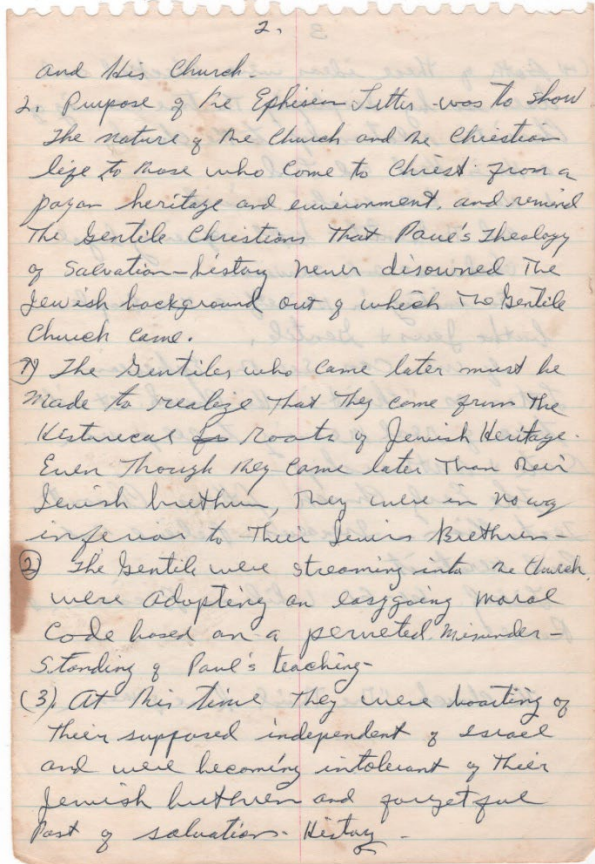 2.
and His Church.
2. Purpose of the Ephesian Letter - was to show
The nature of the Church and the Christian
life to those who come to Christ from a
pagan heritage and environment, and remind
The Gentile Christians That Paul's Theology
of Salvation - history never disowned The
Jewish background out of which The Gentile
Church came.
(1) The Gentiles who came later must be
Made to realize That They come from The
Historical Roots of Jewish Heritage.
Even Though they came later Than their
Jewish brethren, They were in no way
inferior to Their Jewish Brethren -
(2) The Gentile were streaming into the Church,
were adopting an easygoing moral
Code based on a perveted Misunder-
Standing of Paul's teaching -
(3) At this time They were boasting of
Their supposed independent of Israel
and were becoming intolerant of Their
Jewish brethren and forgetful
Past of salvation - History -